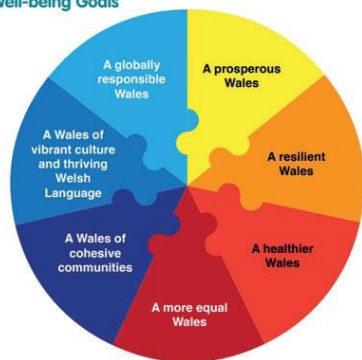 Well-being Goals
A globally
responsible
Wales
A prosperous
Wales
A resilient
Wales
A healthier
Wales
A more equal
Wales
A Wales of
cohesive
communities
A Wales of
vibrant culture
and thriving
Welsh
Language